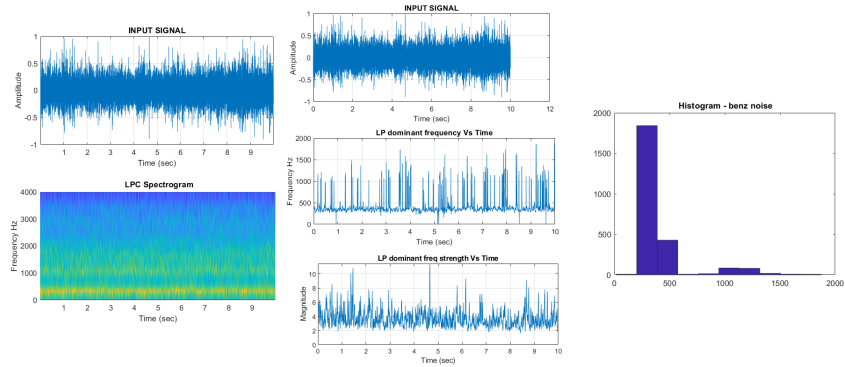 INPUT SIGNAL
1
0.5
0
-0.5
-1
Amplitude
1 2 3 4 5 6 7 8 9
Time (sec)
LPC Spectrogram
4000
3000
2000
1000
0
Frequency Hz
1 2 3 4 5 6 7 8 9
Time (sec)
INPUT SIGNAL
1
0.5
0
-0.5
-1
Amplitude
0 2 4 6 8 10 12
Time (sec)
LP dominant frequency Vs Time
2000
1500
1000
500
0
Frequency Hz
0 1 2 3 4 5 6 7 8 9 10
Time (sec)
LP dominant freq strength Vs Time
10
8
6
4
2
0
Magnitude
0 1 2 3 4 5 6 7 8 9 10
Time (sec)
Histogram - benz noise
2000
1500
1000
500
0
0 500 1000 1500 2000